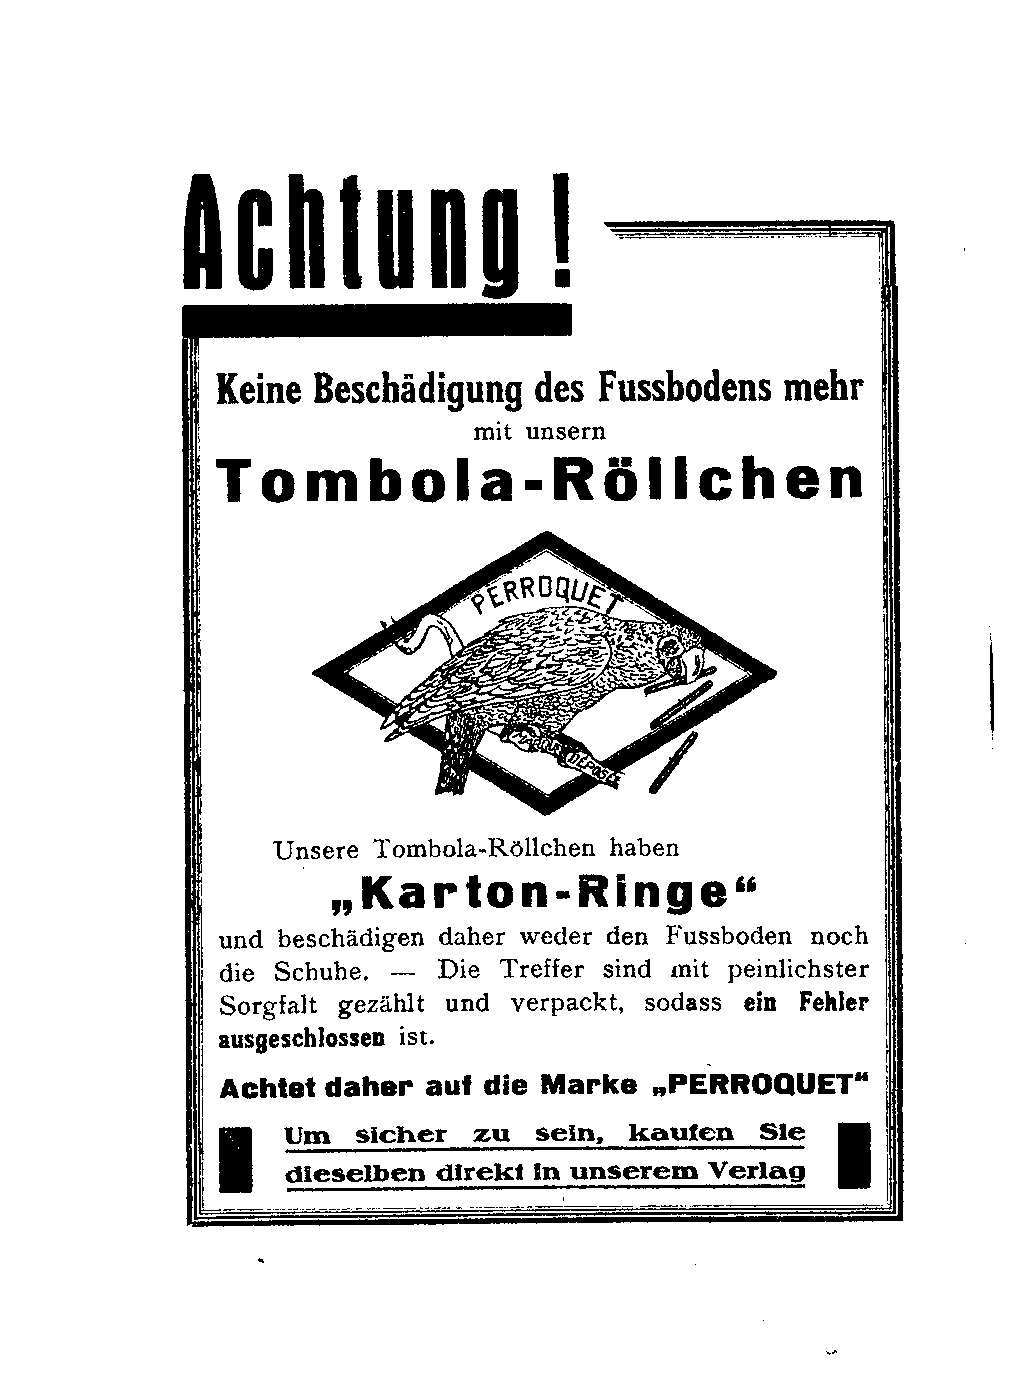 Achtung!
Keine Beschädigung des Fussbodens mehr
mit unsern
Tombola-Röllchen
PERROQUET
MARQUE DÉPOSÉE
Unsere Tombola-Röllchen haben
„Karton-Ringe“
und beschädigen daher weder den Fussboden noch
die Schuhe. — Die Treffer sind mit peinlichster
Sorgfalt gezählt und verpackt, sodass ein Fehler
ausgeschlossen ist.
Achtet daher auf die Marke „PERROQUET“
Um sicher zu sein, kaufen Sie
dieselben direkt in unserem Verlag